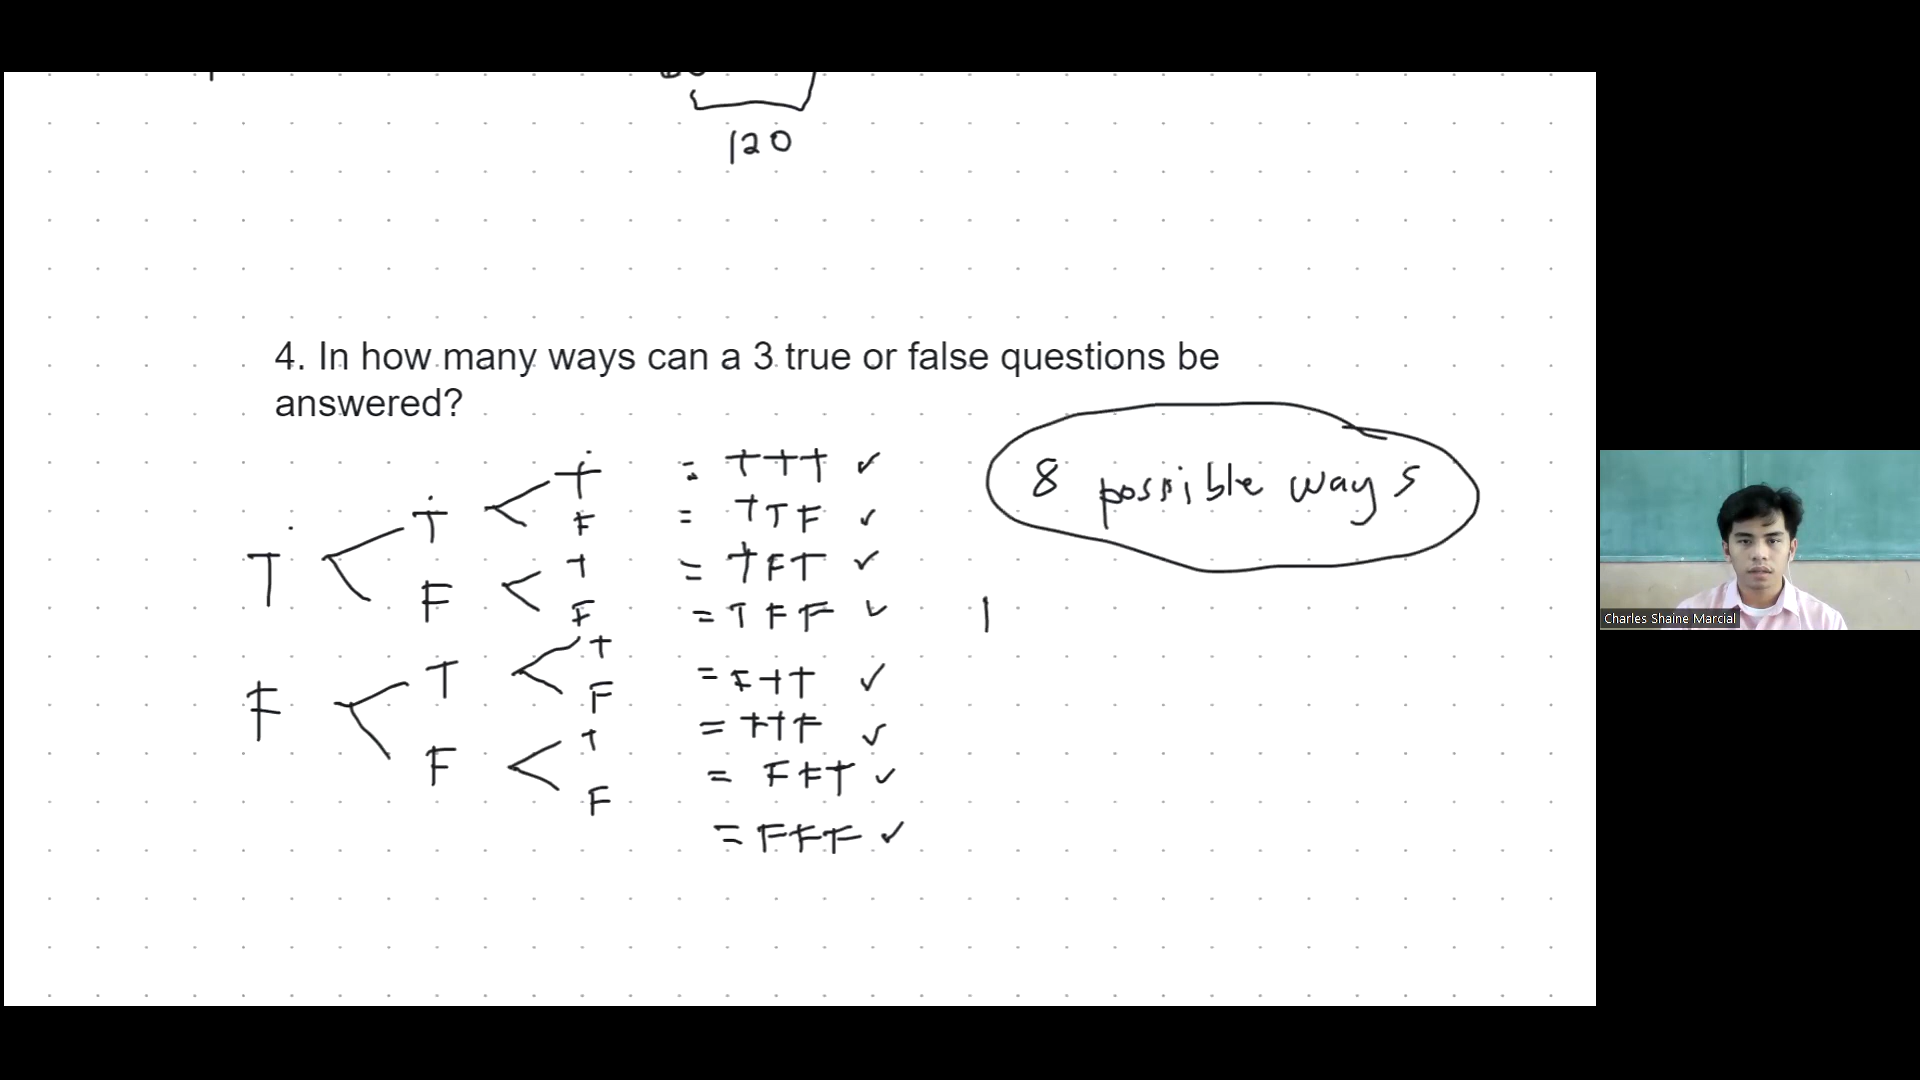 120
4. In how many ways can a 3 true or false questions be
answered?
8 possible ways
T T T = TTT ✓
F = TTF ✓
F T = TFT ✓
F = TFF ✓
F T T = FTT ✓
F = FTF ✓
F T = FFT ✓
F = FFF ✓
1
Charles Shaine Marcial